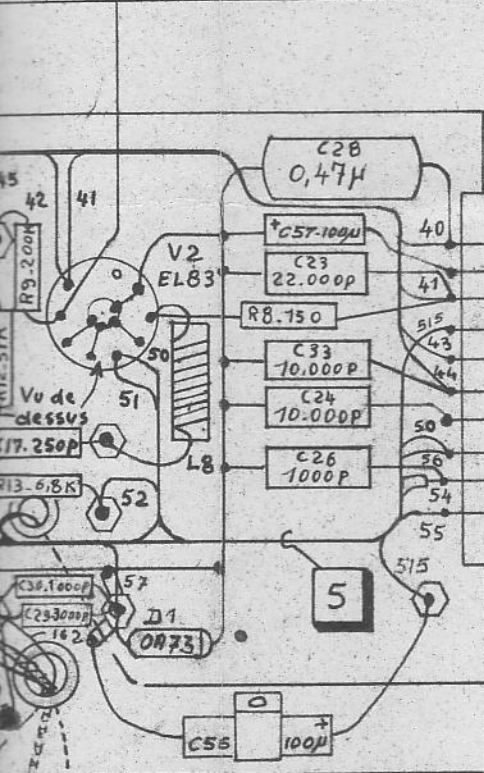 C28
0,47µ
45
42
41
40
+C57-100µ
V2
EL83
C23
22.000P
R9-200K
41
R8.150
515
43
50
C33
10.000P
44
Vu de
dessus
51
C24
10.000P
50
C17.250P
L8
C26
1000P
56
R13-6,8K
52
54
55
515
57
C30.1000P
5
C29-3000P
D1
162
OA73
C56
100µ
+